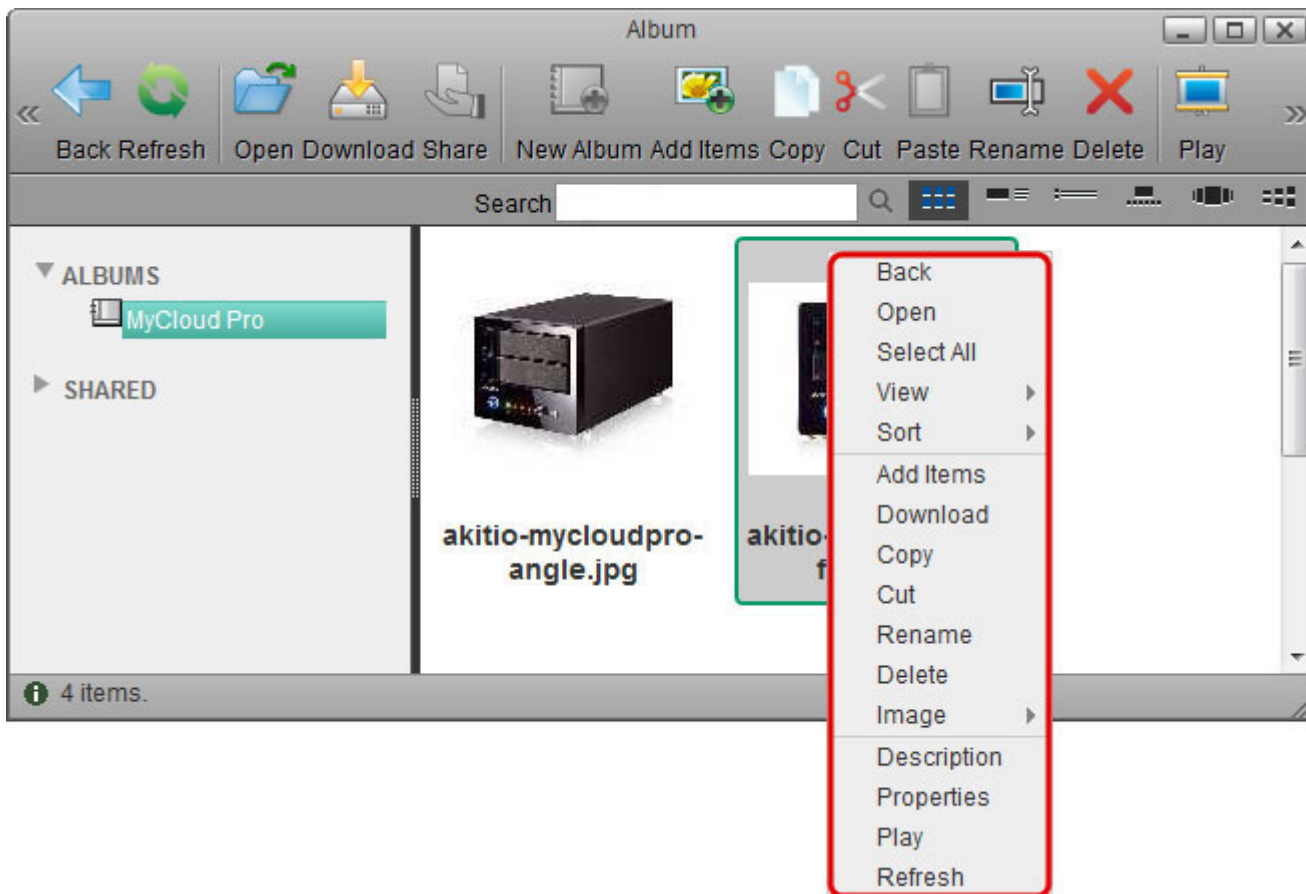 Album
« Back Refresh Open Download Share New Album Add Items Copy Cut Paste Rename Delete Play »
Search
ALBUMS
MyCloud Pro
SHARED
akitio-mycloudpro-
angle.jpg
akitio-
f
4 items.
Back
Open
Select All
View
Sort
Add Items
Download
Copy
Cut
Rename
Delete
Image
Description
Properties
Play
Refresh